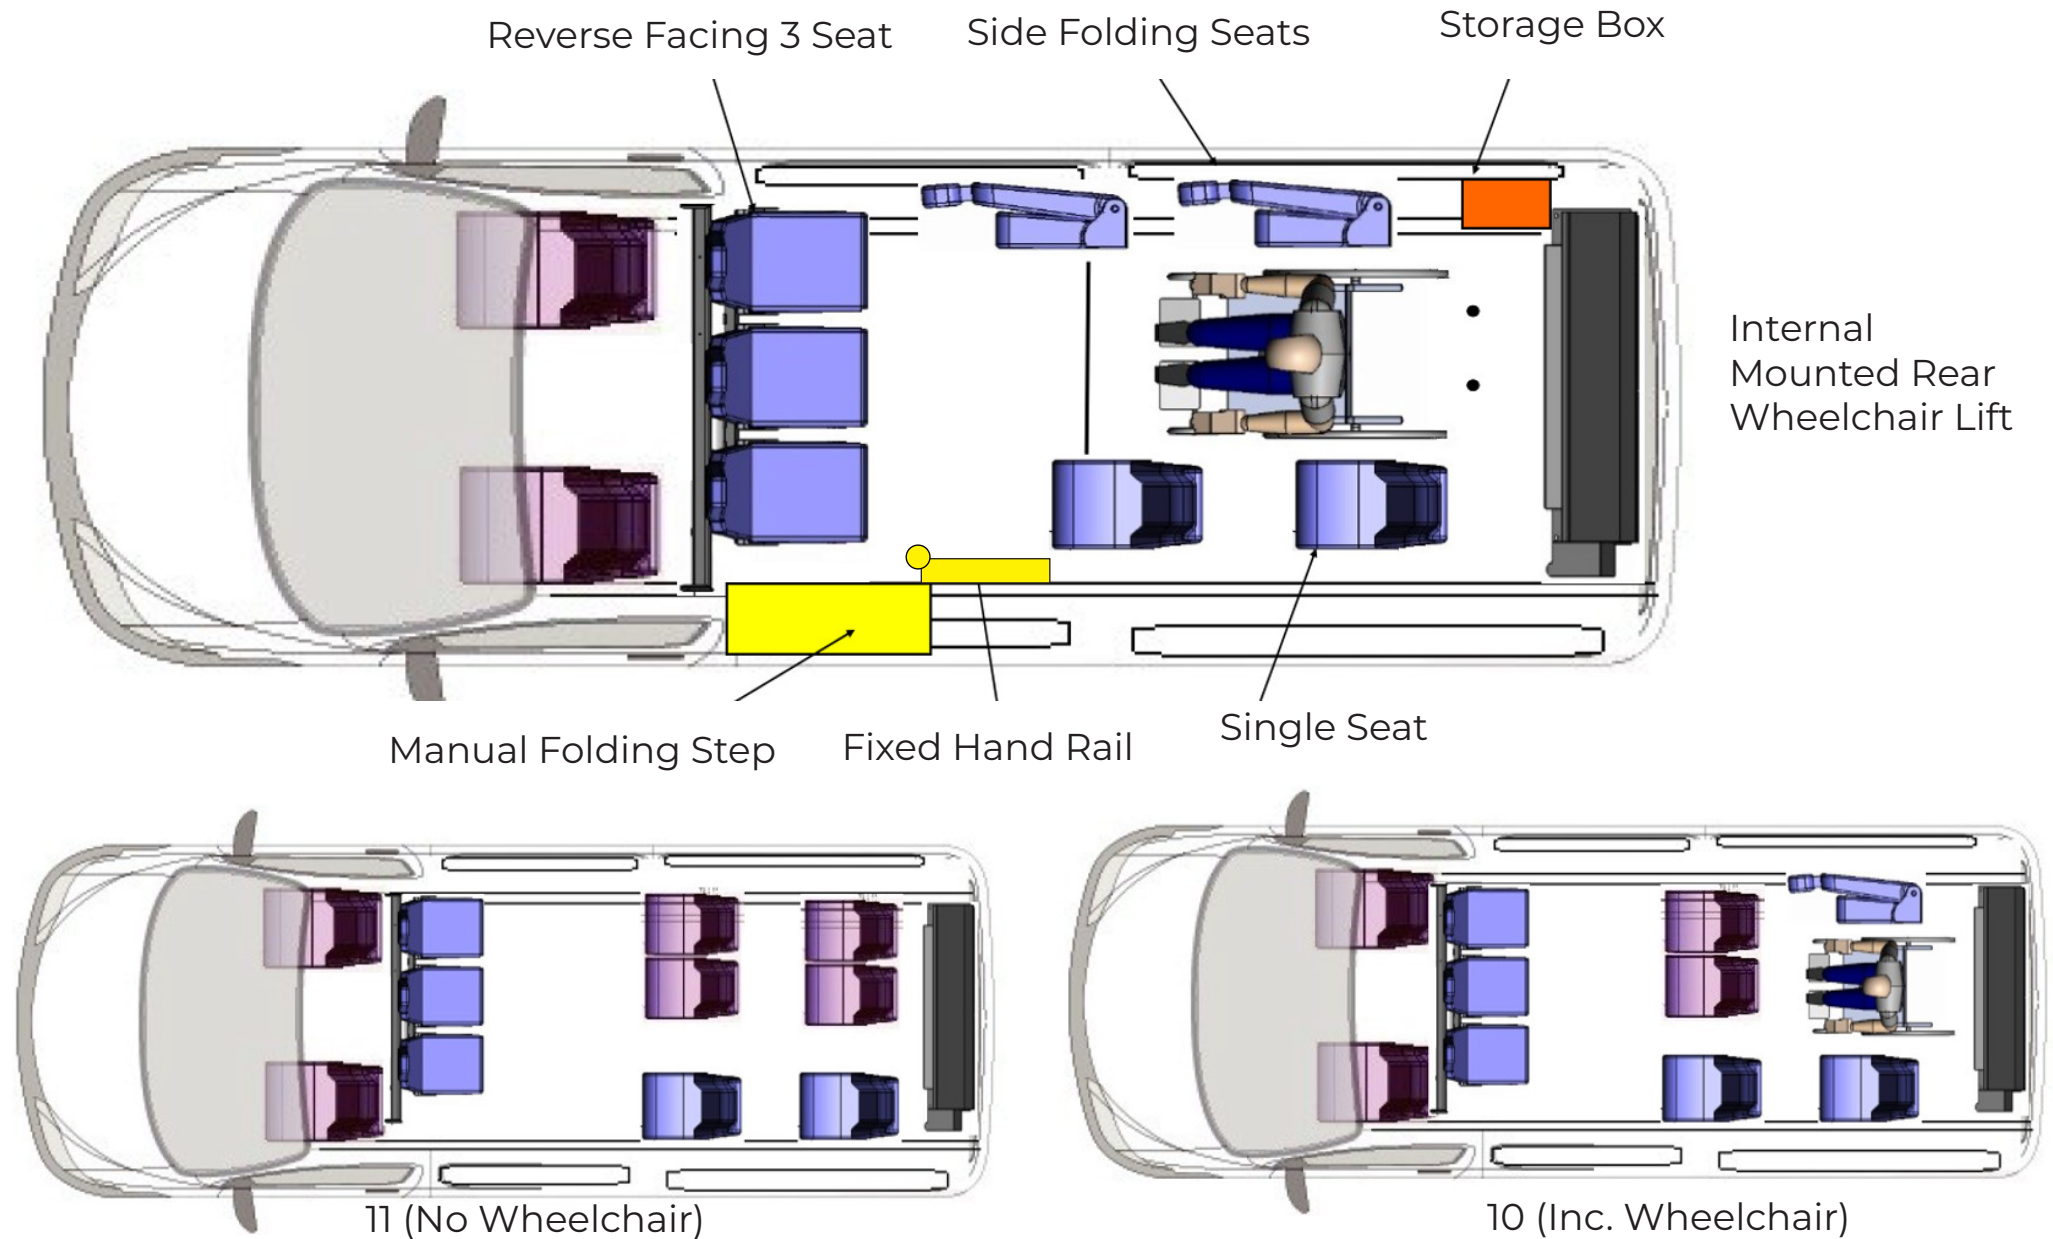 Reverse Facing 3 Seat
Side Folding Seats
Storage Box
Internal
Mounted Rear
Wheelchair Lift
Manual Folding Step
Fixed Hand Rail
Single Seat
11 (No Wheelchair)
10 (Inc. Wheelchair)